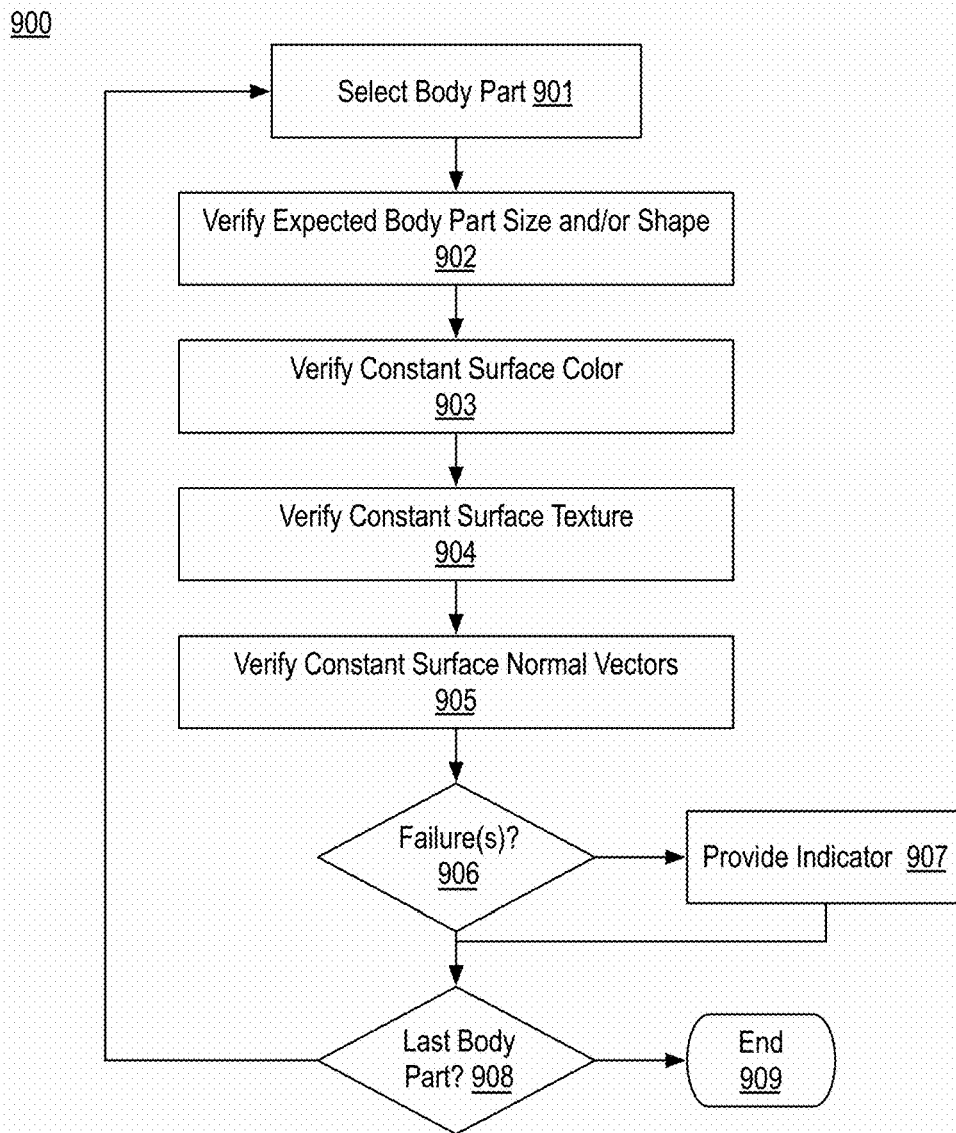 900
Select Body Part 901
Verify Expected Body Part Size and/or Shape
902
Verify Constant Surface Color
903
Verify Constant Surface Texture
904
Verify Constant Surface Normal Vectors
905
Failure(s)?
906
Provide Indicator 907
Last Body
Part? 908
End
909